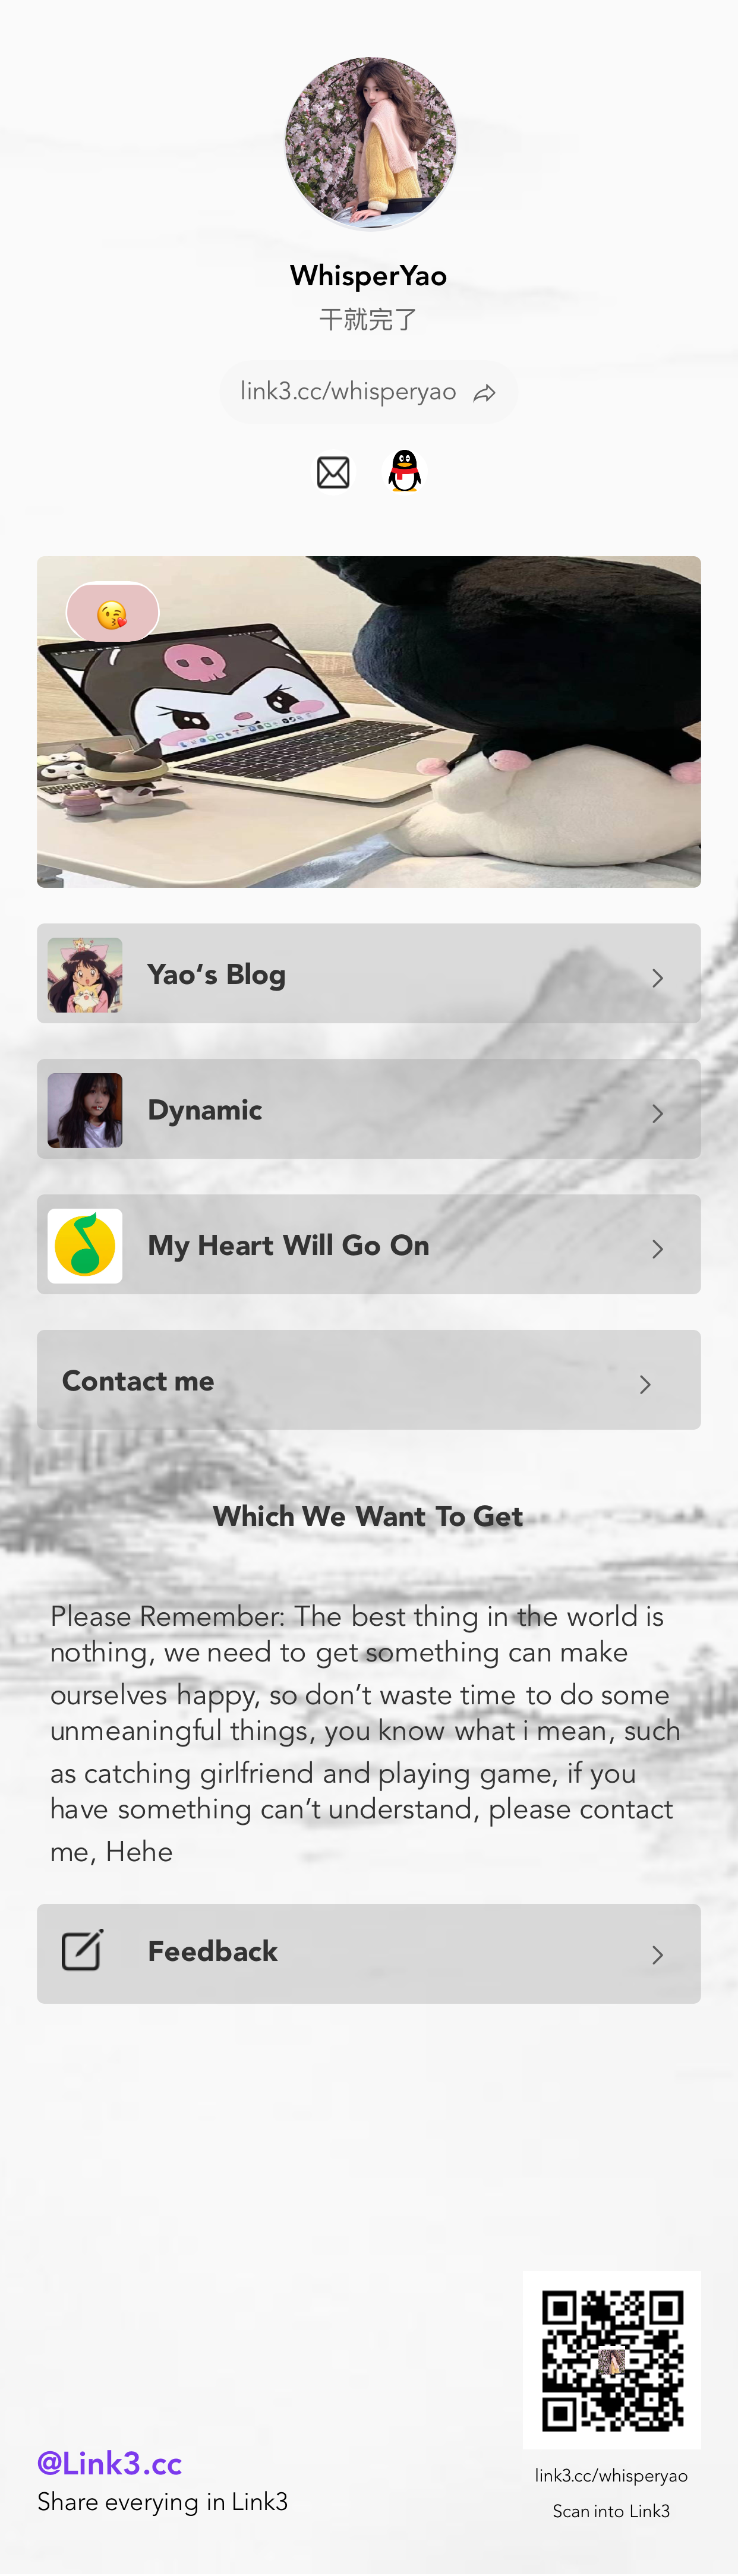 WhisperYao
干就完了
link3.cc/whisperyao
Yao‘s Blog
Dynamic
My Heart Will Go On
Contact me
Which We Want To Get
Please Remember: The best thing in the world is
nothing, we need to get something can make
ourselves happy, so don’t waste time to do some
unmeaningful things, you know what i mean, such
as catching girlfriend and playing game, if you
have something can’t understand, please contact
me, Hehe
Feedback
@Link3.cc
Share everying in Link3
link3.cc/whisperyao
Scan into Link3